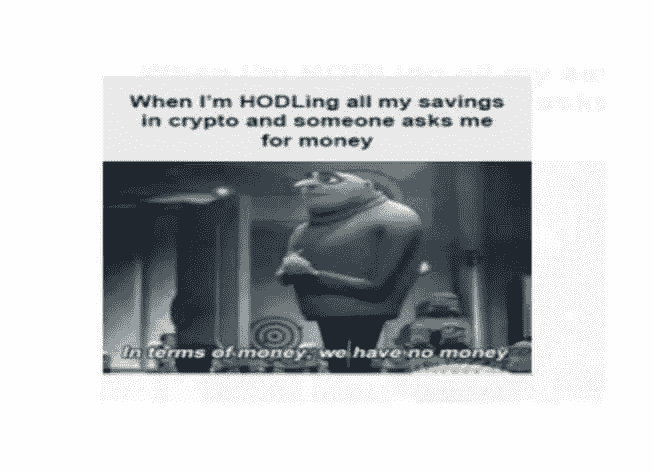 When I'm HODLing all my savings
in crypto and someone asks me
for money
In terms of money, we have no money